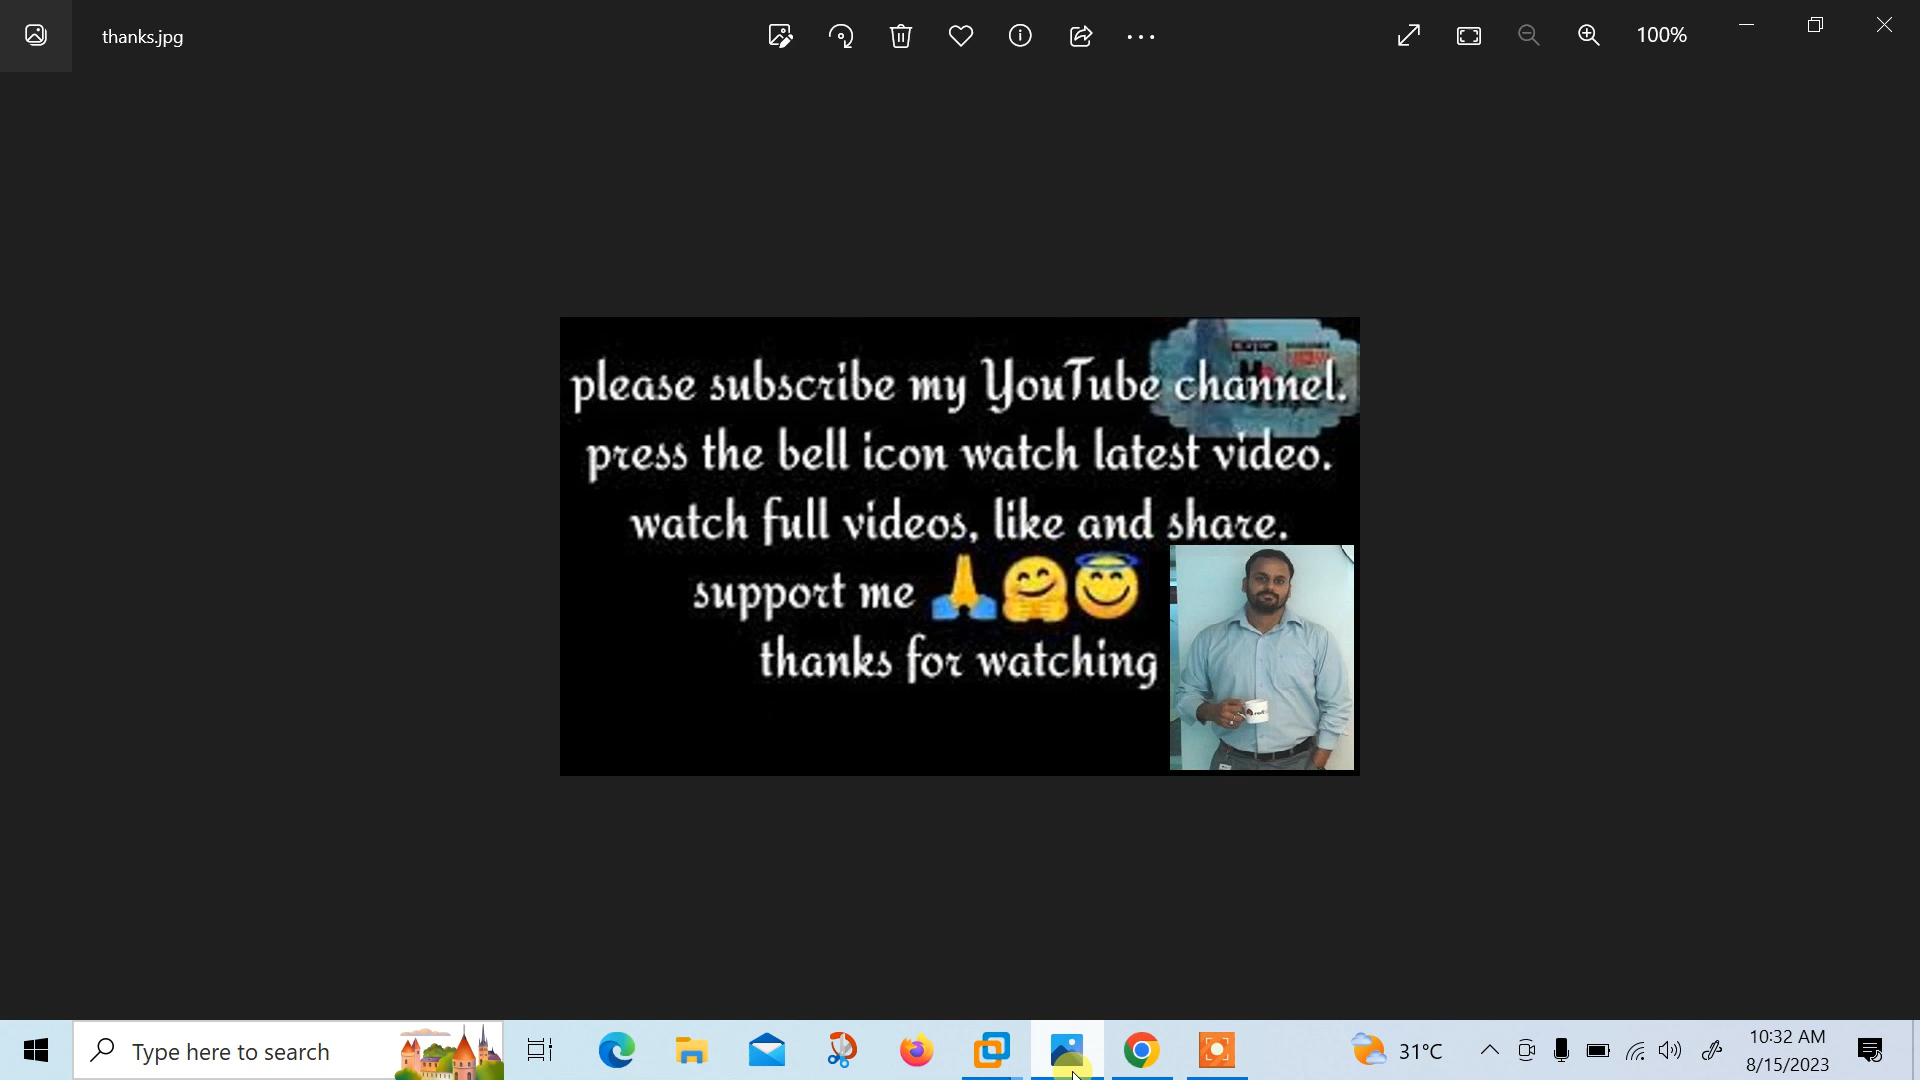 thanks.jpg
100%
please subscribe my YouTube channel.
press the bell icon watch latest video.
watch full videos, like and share.
support me 🙏🤗😇
thanks for watching
Type here to search
31°C
10:32 AM
8/15/2023